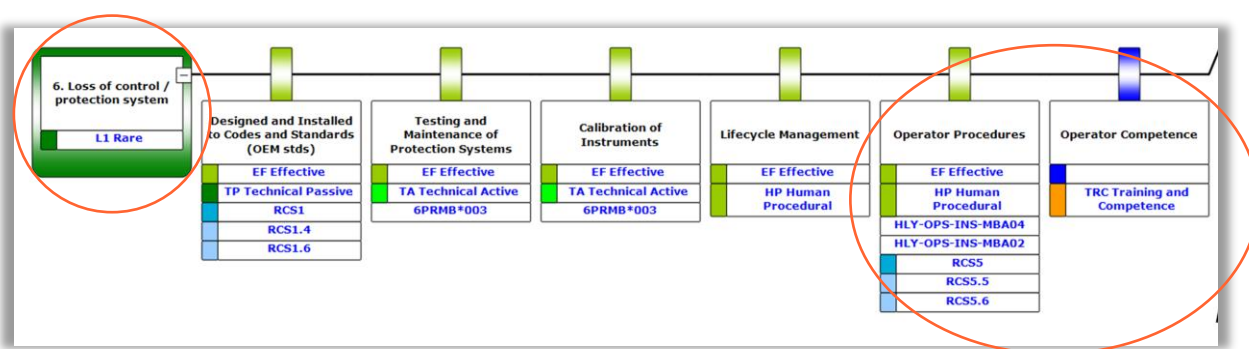 6. Loss of control /
protection system
L1 Rare
Designed and Installed
to Codes and Standards
(OEM stds)
EF Effective
TP Technical Passive
RCS1
RCS1.4
RCS1.6
Testing and
Maintenance of
Protection Systems
EF Effective
TA Technical Active
6PRMB*003
Calibration of
Instruments
EF Effective
TA Technical Active
6PRMB*003
Lifecycle Management
EF Effective
HP Human
Procedural
Operator Procedures
EF Effective
HP Human
Procedural
HLY-OPS-INS-MBA04
HLY-OPS-INS-MBA02
RCS5
RCS5.5
RCS5.6
Operator Competence
TRC Training and
Competence